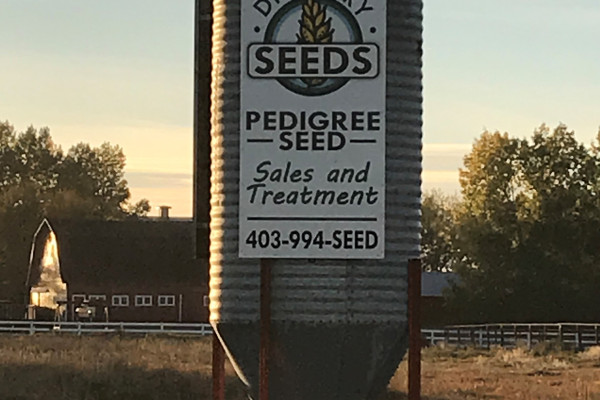 SEEDS
PEDIGREE
SEED
Sales and
Treatment
403-994-SEED